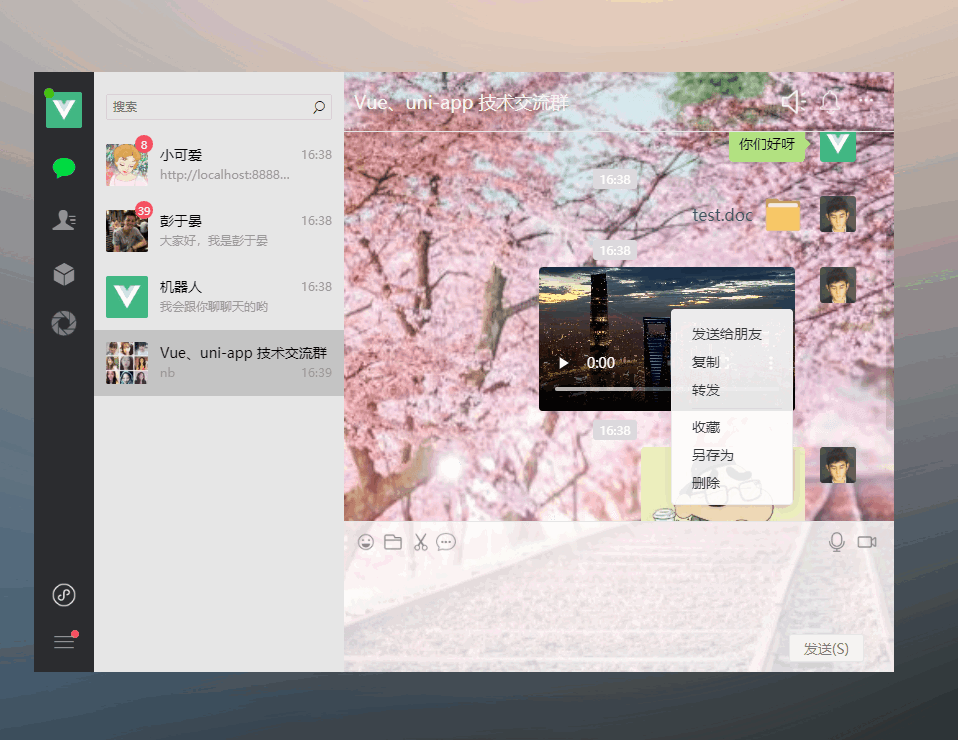 搜索
8
小可爱
16:38
http://localhost:8888...
39
彭于晏
16:38
大家好，我是彭于晏
机器人
16:38
我会跟你聊聊天的哟
Vue、uni-app 技术交流群
nb
16:39
Vue、uni-app 技术交流群
你们好呀
16:38
test.doc
16:38
0:00
发送给朋友
复制
转发
收藏
另存为
删除
16:38
发送(S)